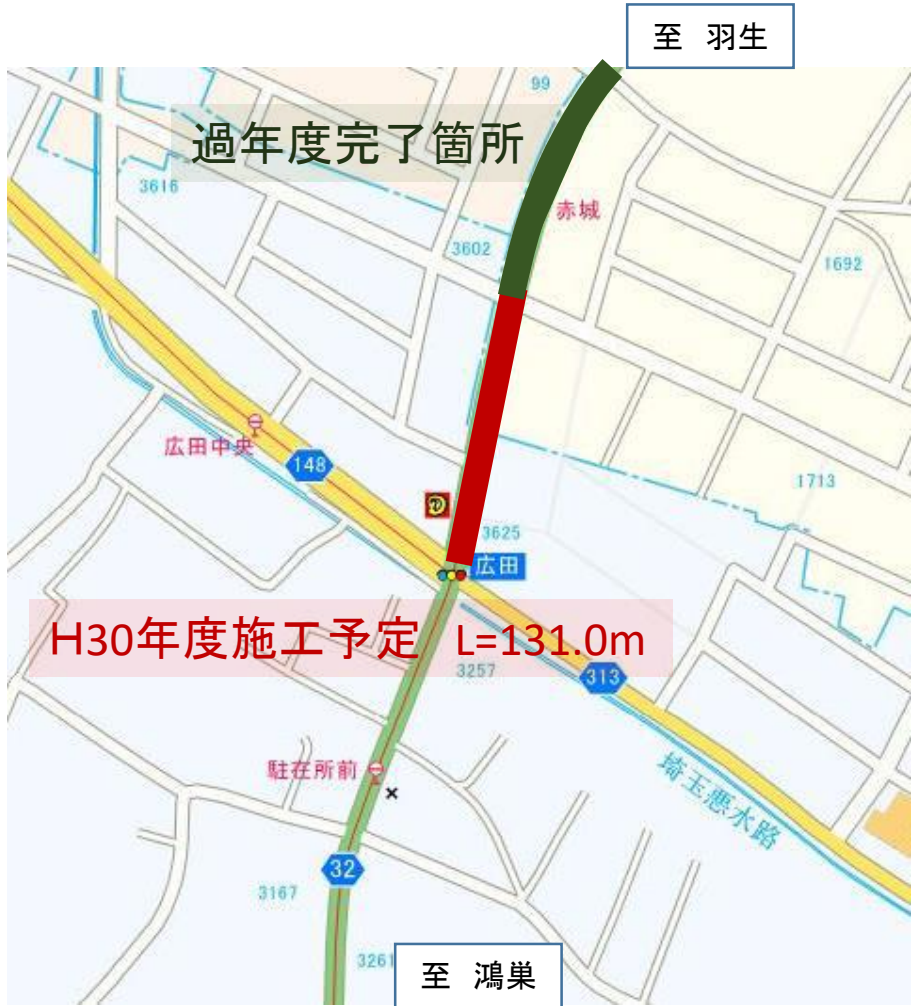 至 羽生
99
過年度完了箇所
3616
赤城
3602
1692
広田中央
148
1713
3625
広田
H30年度施工予定 L=131.0m
3257
313
駐在所前
埼玉悪水路
32
3167
3261
至 鴻巣